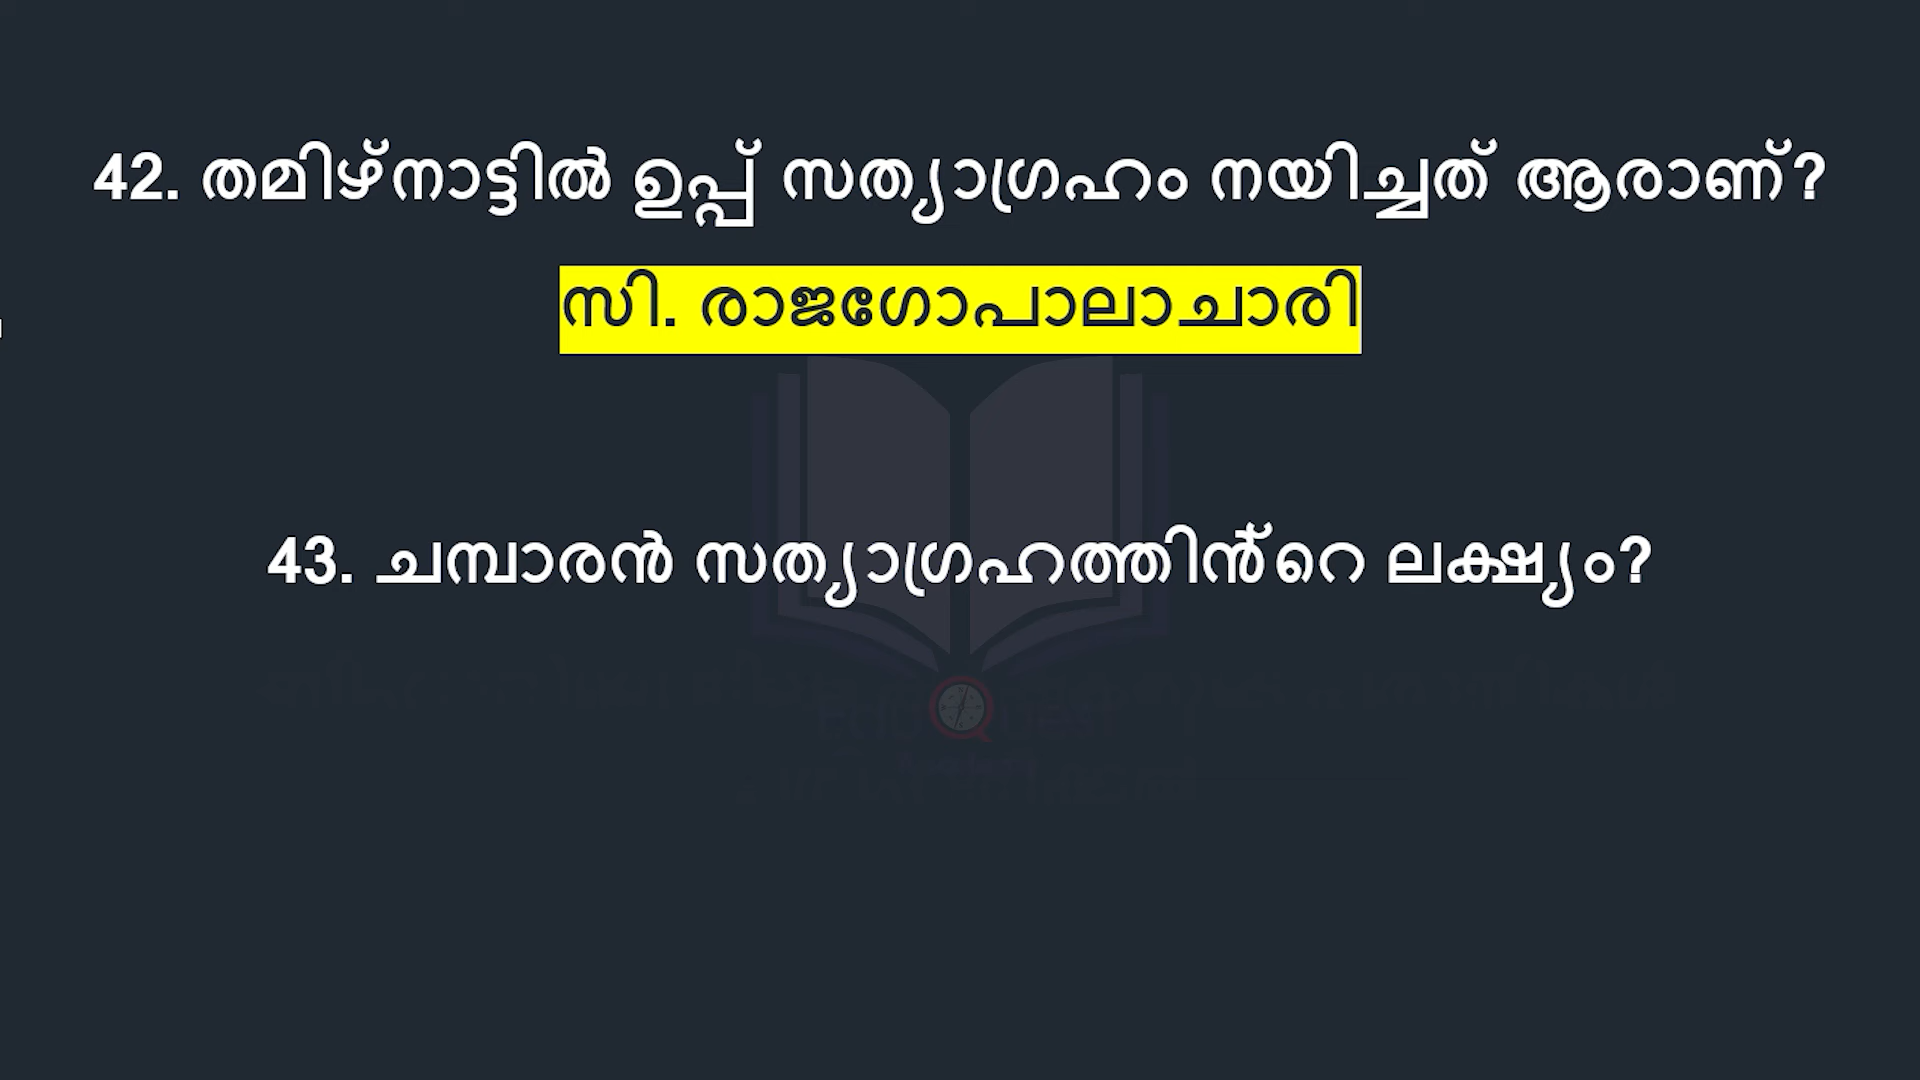 42. തമിഴ്നാട്ടിൽ ഉപ്പ് സത്യാഗ്രഹം നയിച്ചത് ആരാണ്?
സി. രാജഗോപാലാചാരി
43. ചമ്പാരൻ സത്യാഗ്രഹത്തിൻ്റെ ലക്ഷ്യം?